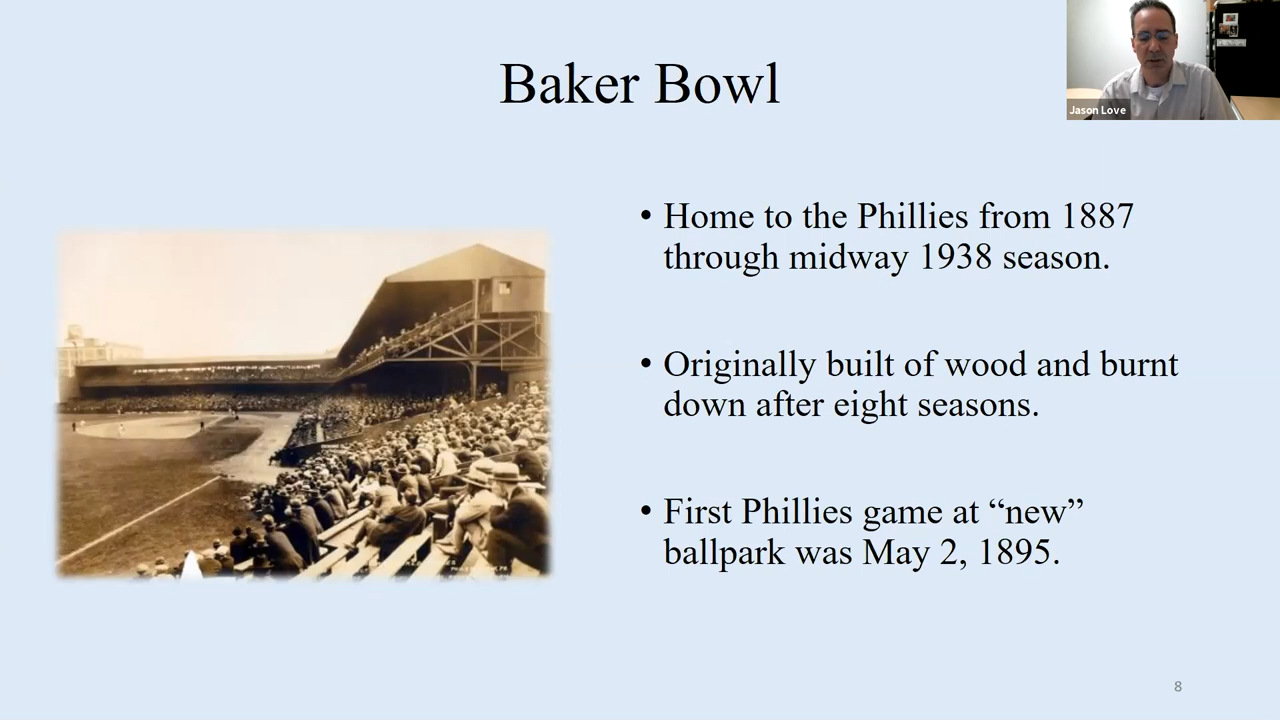 Baker Bowl
Jason Love
• Home to the Phillies from 1887
through midway 1938 season.
• Originally built of wood and burnt
down after eight seasons.
• First Phillies game at “new”
ballpark was May 2, 1895.
8